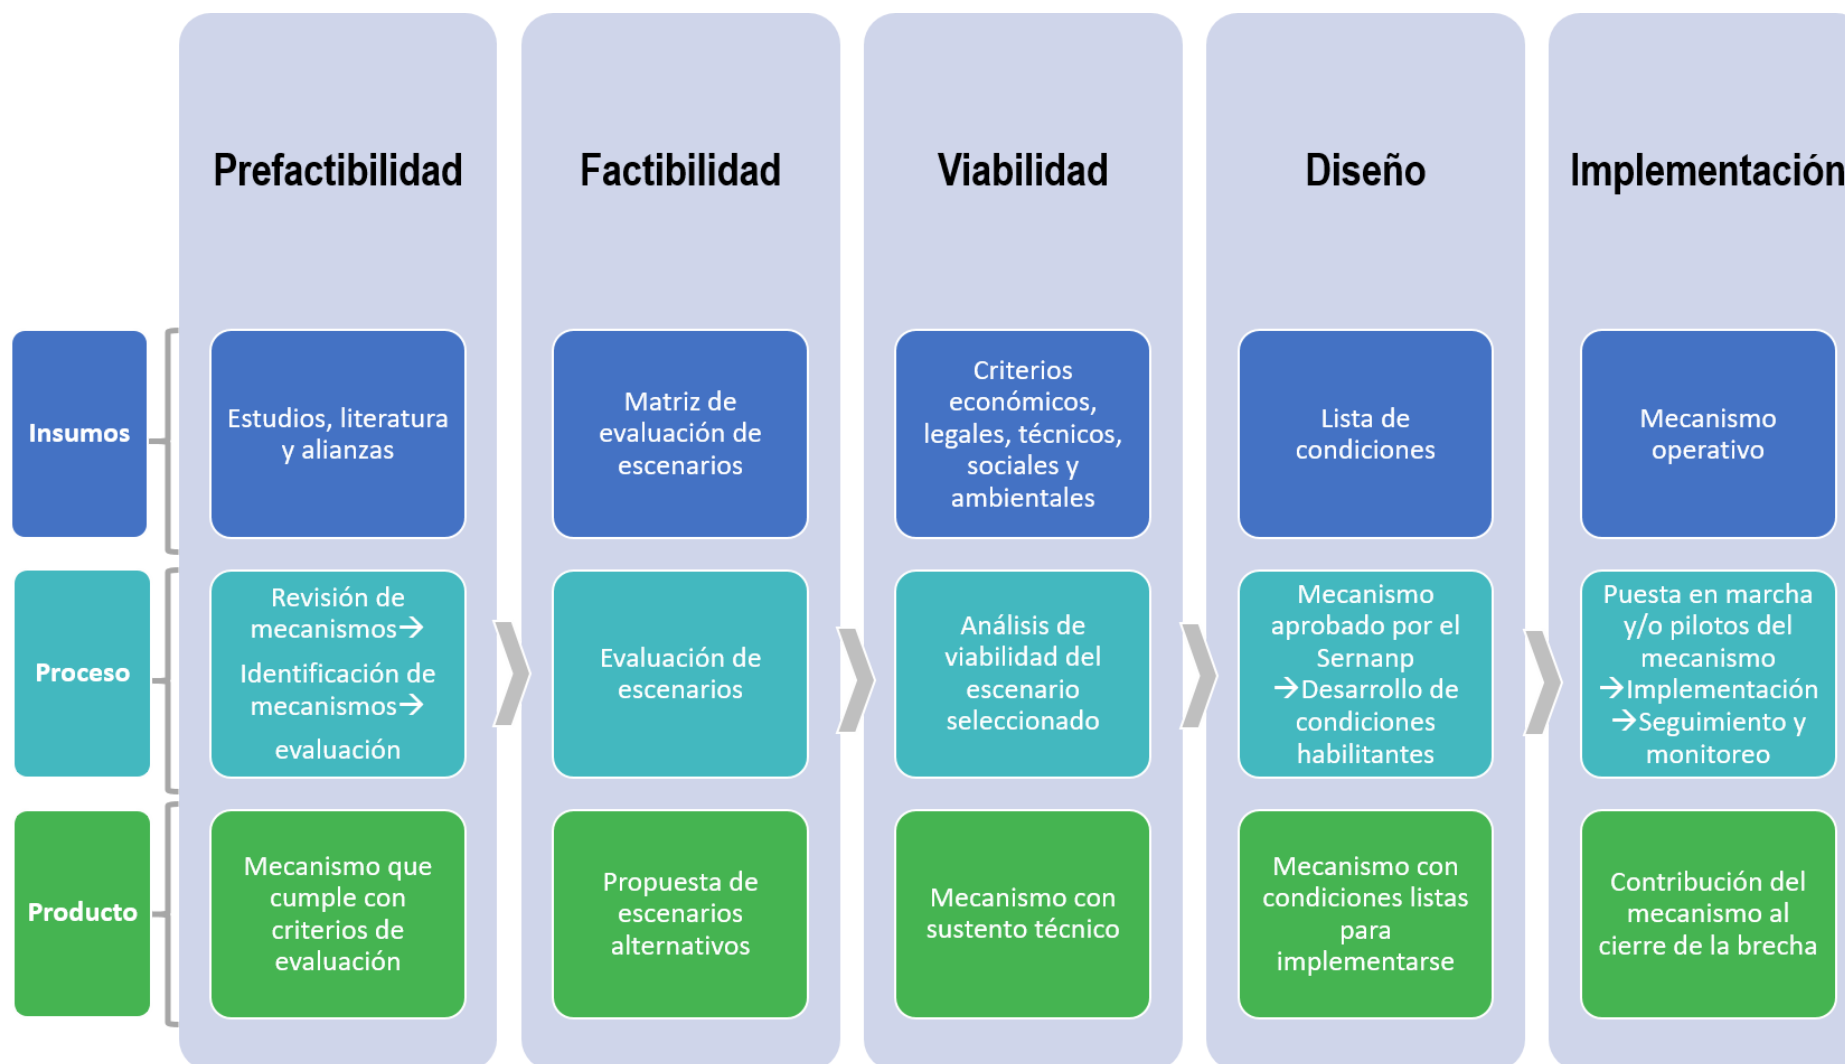 Prefactibilidad
Factibilidad
Viabilidad
Diseño
Implementación
Insumos
Estudios, literatura
y alianzas
Matriz de
evaluación de
escenarios
Criterios
económicos,
legales, técnicos,
sociales y
ambientales
Lista de
condiciones
Mecanismo
operativo
Proceso
Revisión de
mecanismos→
Identificación de
mecanismos→
evaluación
Evaluación de
escenarios
Análisis de
viabilidad del
escenario
seleccionado
Mecanismo
aprobado por el
Sernanp
→Desarrollo de
condiciones
habilitantes
Puesta en marcha
y/o pilotos del
mecanismo
→Implementación
→Seguimiento y
monitoreo
Producto
Mecanismo que
cumple con
criterios de
evaluación
Propuesta de
escenarios
alternativos
Mecanismo con
sustento técnico
Mecanismo con
condiciones listas
para
implementarse
Contribución del
mecanismo al
cierre de la brecha